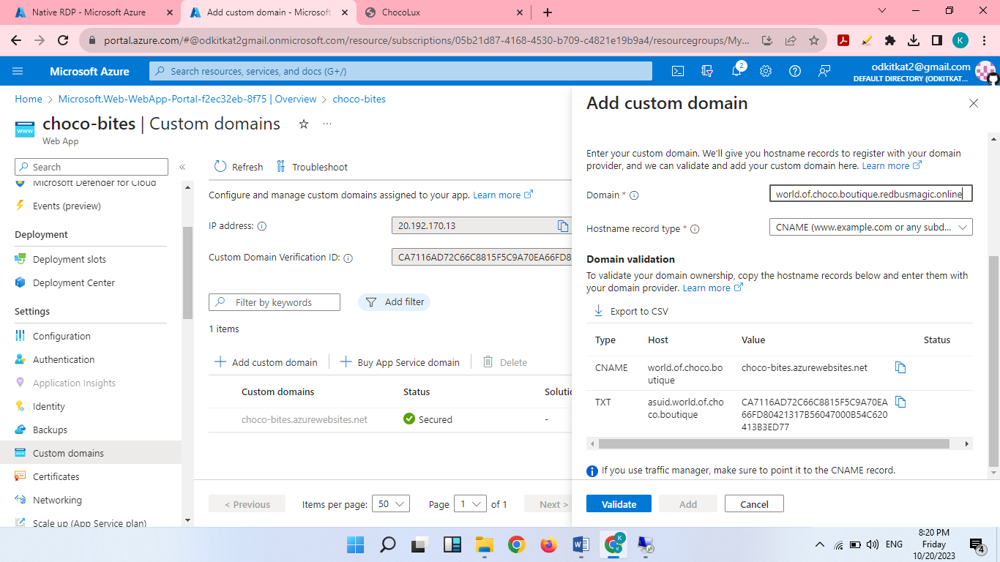 Native RDP - Microsoft Azure
Add custom domain - Microsoft
ChocoLux
portal.azure.com/#@odkitkat2gmail.onmicrosoft.com/resource/subscriptions/05b21d87-4168-4530-b709-c4821e19b9a4/resourcegroups/My...
K
Microsoft Azure
Search resources, services, and docs (G+/)
2
odkitkat2@gmail.com
DEFAULT DIRECTORY (ODKITKAT...
Home > Microsoft.Web-WebApp-Portal-f2ec32eb-8f75 | Overview > choco-bites
choco-bites | Custom domains
Web App
Search
Microsoft Defender for Cloud
Events (preview)
Deployment
Deployment slots
Deployment Center
Settings
Configuration
Authentication
Application Insights
Identity
Backups
Custom domains
Certificates
Networking
Scale up (App Service plan)
Refresh
Troubleshoot
Configure and manage custom domains assigned to your app. Learn more
IP address:
20.192.170.13
Custom Domain Verification ID:
CA7116AD72C66C8815F5C9A70EA66FD8
Filter by keywords
Add filter
1 items
Add custom domain
Buy App Service domain
Delete
Custom domains
Status
Solutio
choco-bites.azurewebsites.net
Secured
-
< Previous
Items per page:
50
Page
1
of 1
Next >
Add custom domain
Enter your custom domain. We'll give you hostname records to register with your domain
provider, and we can validate and add your custom domain here. Learn more
Domain *
world.of.choco.boutique.redbusmagic.online
Hostname record type *
CNAME (www.example.com or any subd...
Domain validation
To validate your domain ownership, copy the hostname records below and enter them with
your domain provider. Learn more
Export to CSV
Type
Host
Value
Status
CNAME
world.of.choco.bo
utique
choco-bites.azurewebsites.net
TXT
asuid.world.of.cho
co.boutique
CA7116AD72C66C8815F5C9A70EA
66FD80421317B56047000B54C620
413B3ED77
If you use traffic manager, make sure to point it to the CNAME record.
Validate
Add
Cancel
K
ENG
8:20 PM
Friday
10/20/2023
4